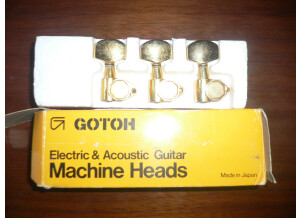 GOTOH
Electric & Acoustic Guitar
Machine Heads
Made in Japan